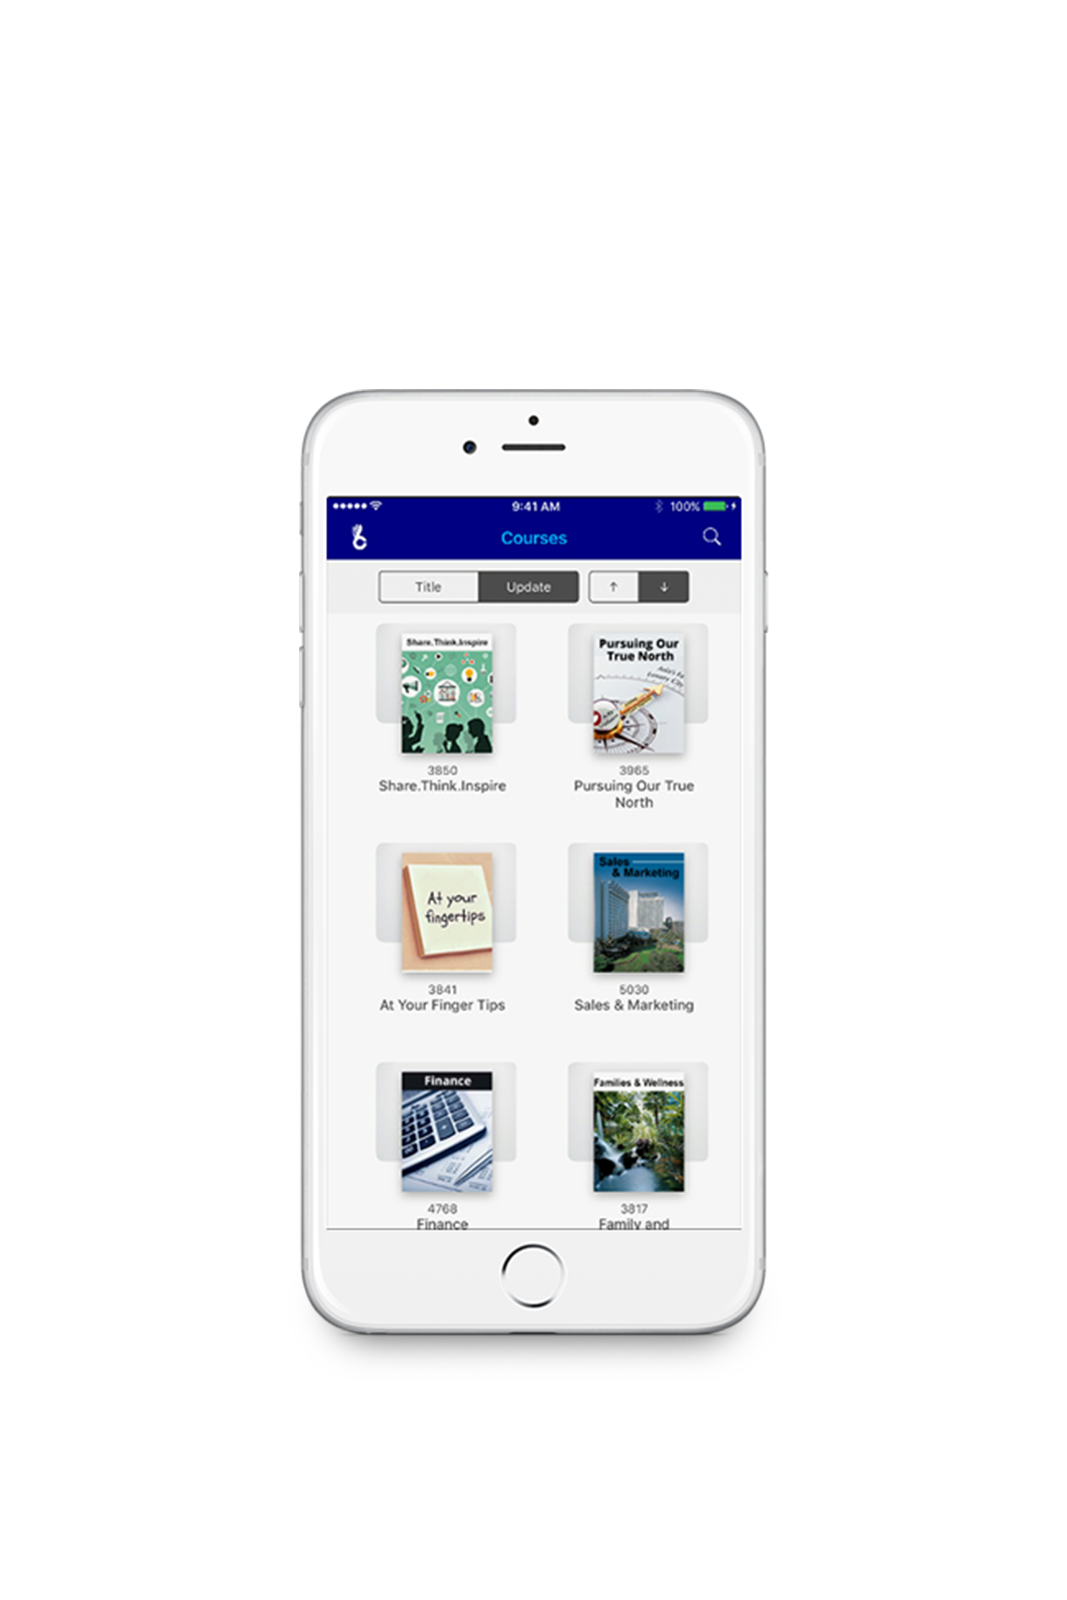 9:41 AM
100%
Courses
Title
Update
Share.Think.Inspire
3850
Share.Think.Inspire
Pursuing Our
True North
3965
Pursuing Our True
North
At your
fingertips
3841
At Your Finger Tips
Sales
& Marketing
5030
Sales & Marketing
Finance
4768
Finance
Families & Wellness
3817
Family and